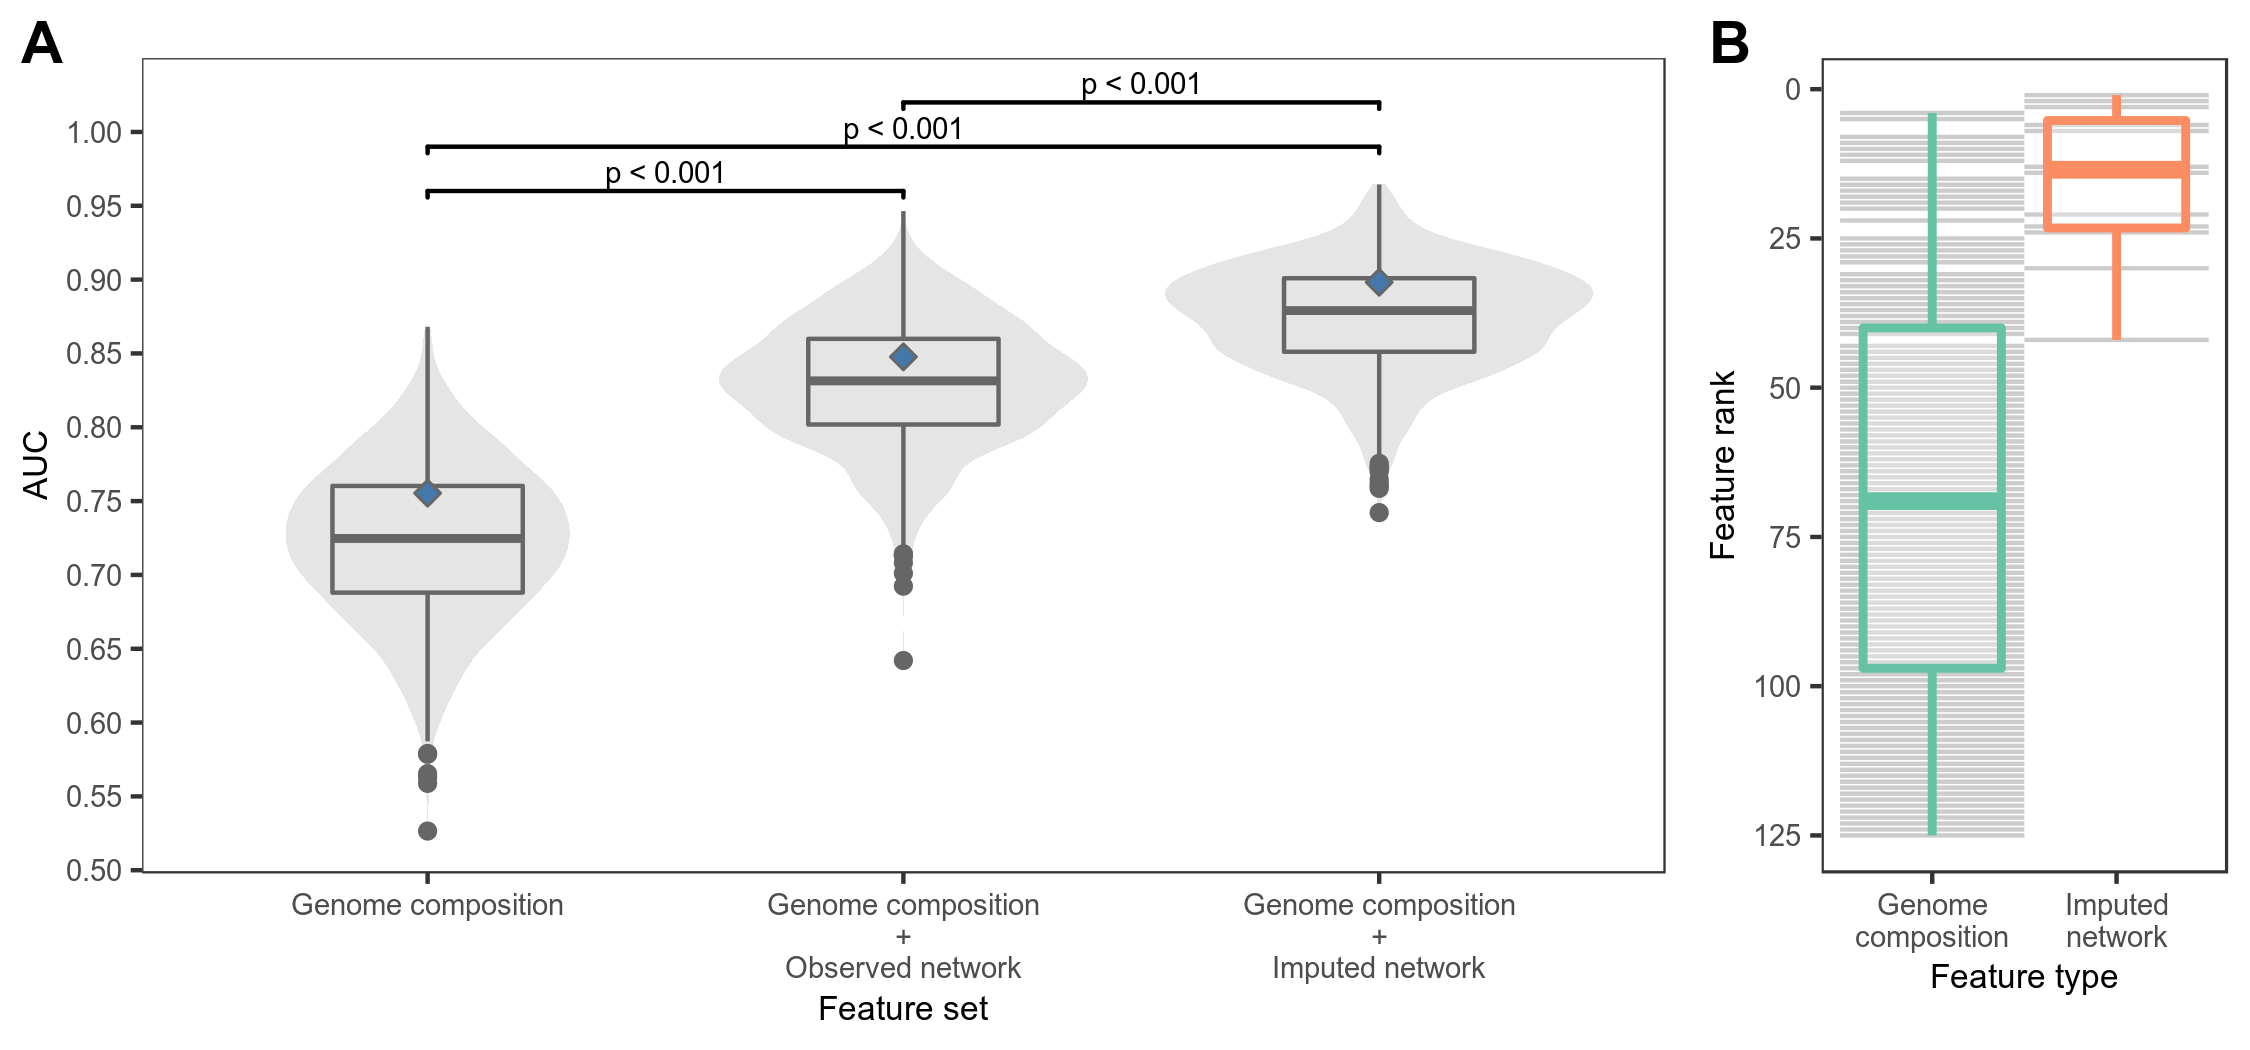 A
p < 0.001
p < 0.001
p < 0.001
1.00
0.95
0.90
0.85
0.80
0.75
0.70
0.65
0.60
0.55
0.50
AUC
Genome composition
Genome composition
+
Observed network
Genome composition
+
Imputed network
Feature set
B
0
25
50
75
100
125
Feature rank
Genome
composition
Imputed
network
Feature type